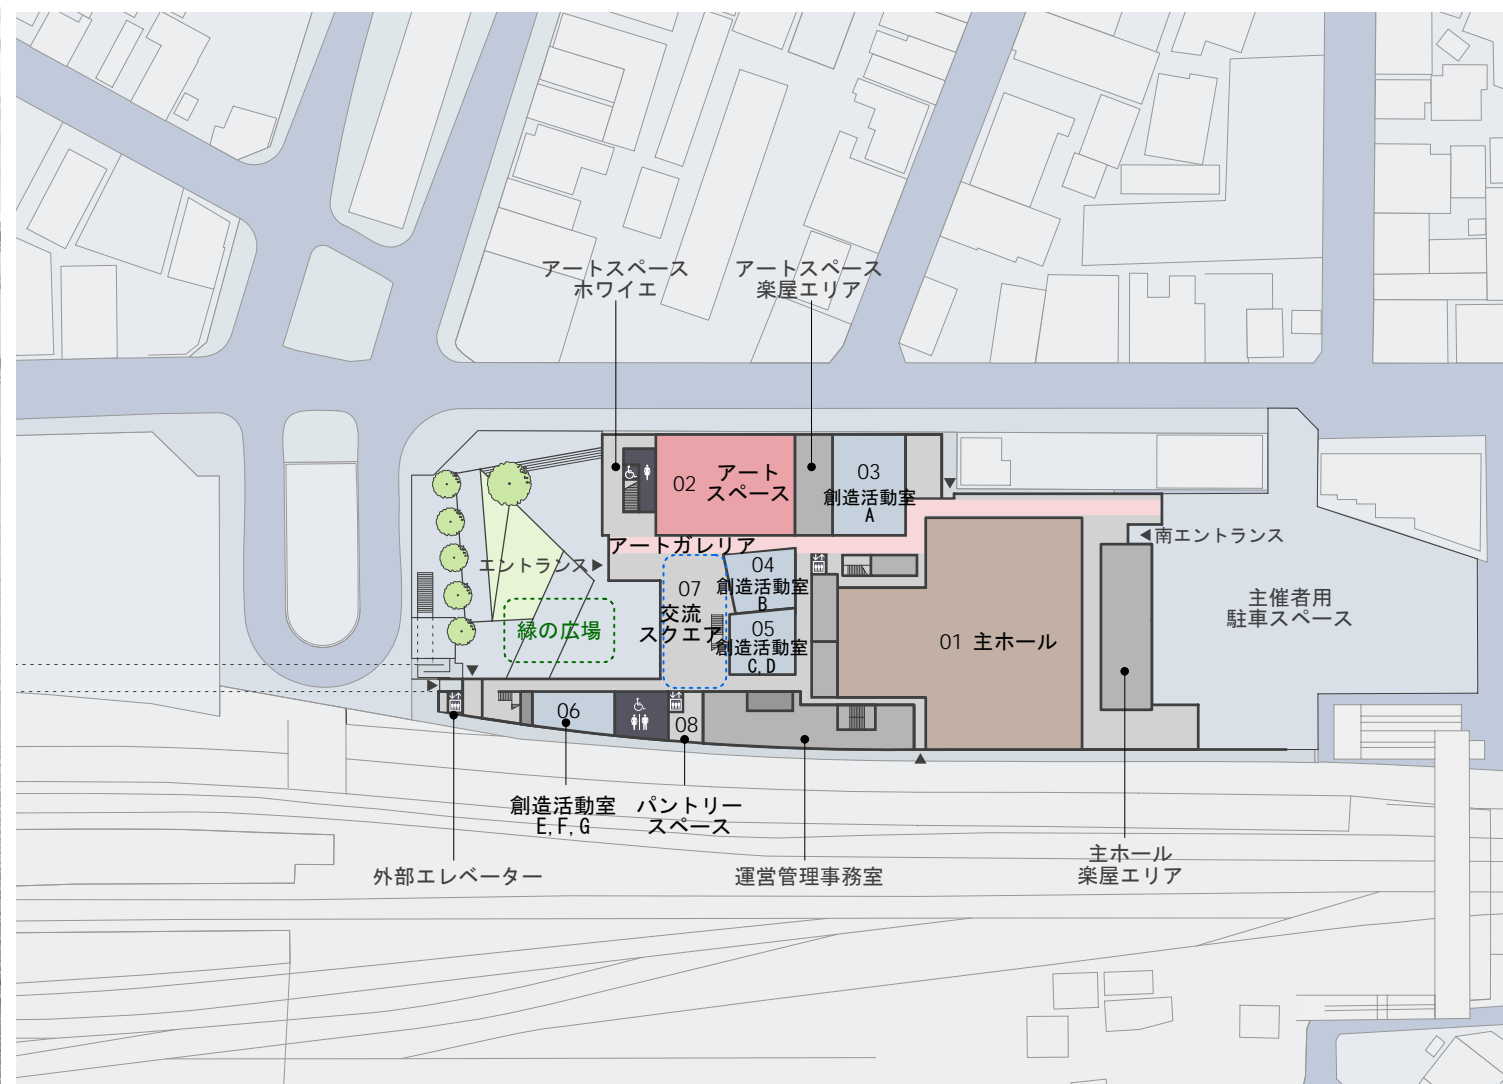 アートスペース
ホワイエ
アートスペース
楽屋エリア
02 アート
スペース
03
創造活動室
A
アートガレリア
エントランス
南エントランス
04
創造活動室
B
07
交流
スクエア
05
創造活動室
C,D
緑の広場
01 主ホール
主催者用
駐車スペース
06
08
創造活動室
E,F,G
パントリー
スペース
外部エレベーター
運営管理事務室
主ホール
楽屋エリア